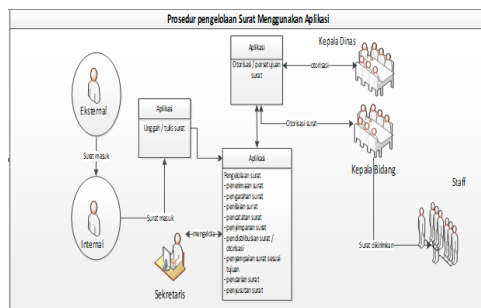 Prosedur pengelolaan Surat Menggunakan Aplikasi
Eksternal
Surat masuk
Internal
Surat masuk
Aplikasi
Unggah / tulis surat
Aplikasi
Otorisasi / persetujuan
surat
otorisasi
Kepala Dinas
Otorisasi surat
Kepala Bidang
Staff
Surat dikirimkan
Sekretaris
mengelola
Aplikasi
Pengelolaan surat
- penerimaan surat
- pengarahan surat
- penilaian surat
- pencatatan surat
- penyimpanan surat
- pendistribusian surat /
otorisasi
- penyampaian surat sesuai
tujuan
- pencarian surat
- penyusutan surat